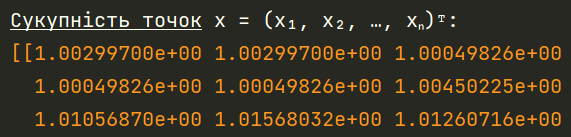 Сукупність точок x = (x₁, x₂, …, xₙ)ᵀ:
[[1.00299700e+00 1.00299700e+00 1.00049826e+00
1.00049826e+00 1.00049826e+00 1.00450225e+00
1.01056870e+00 1.01568032e+00 1.01260716e+00